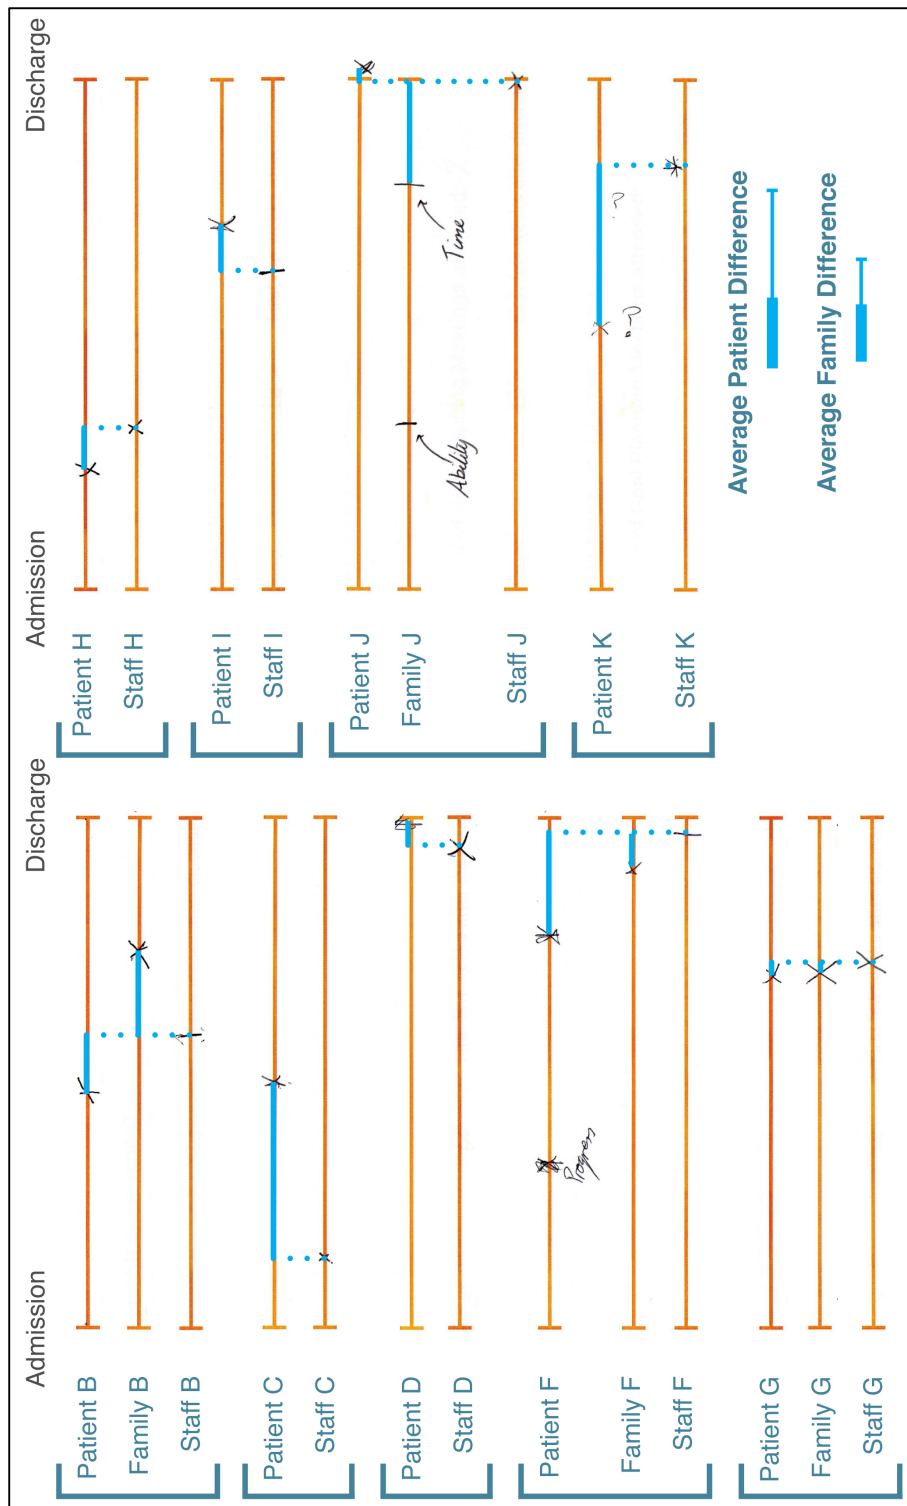 Admission Discharge
Patient B
Family B
Staff B
Patient C
Staff C
Patient D
Staff D
Patient F
Progress
Family F
Staff F
Patient G
Family G
Staff G
Admission Discharge
Patient H
Staff H
Patient I
Staff I
Patient J
Family J
Ability Time
Staff J
Patient K
Staff K
Average Patient Difference
Average Family Difference